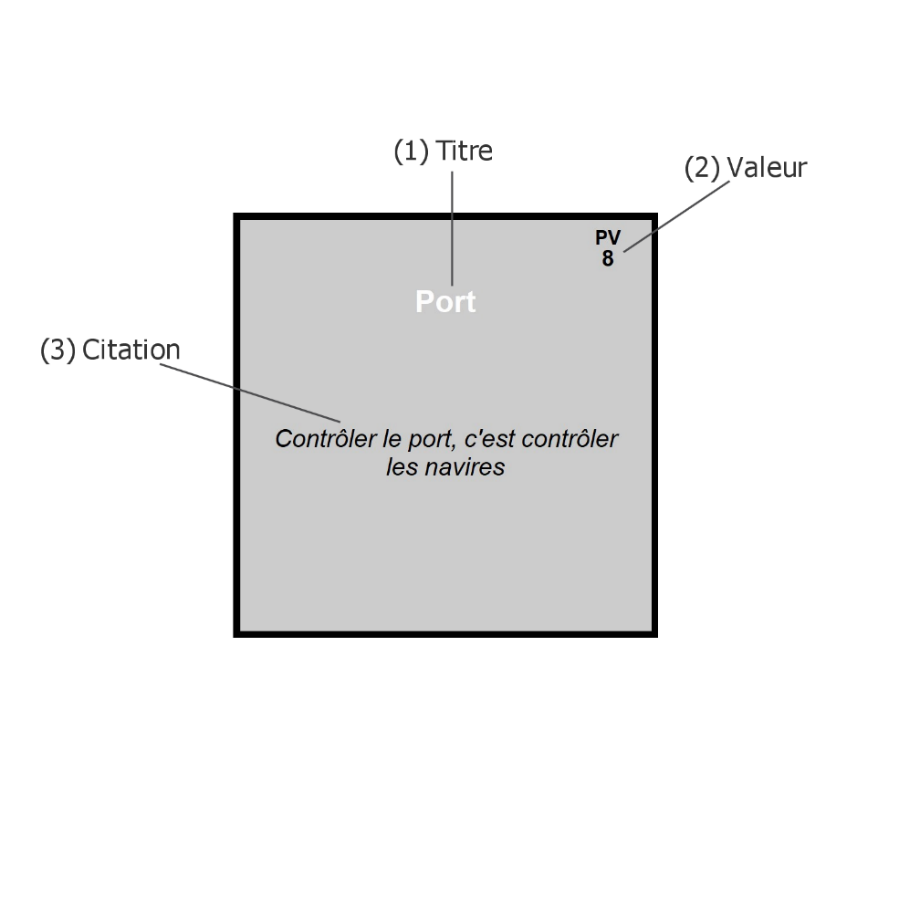 (1) Titre
(2) Valeur
PV
8
Port
(3) Citation
Contrôler le port, c'est contrôler
les navires